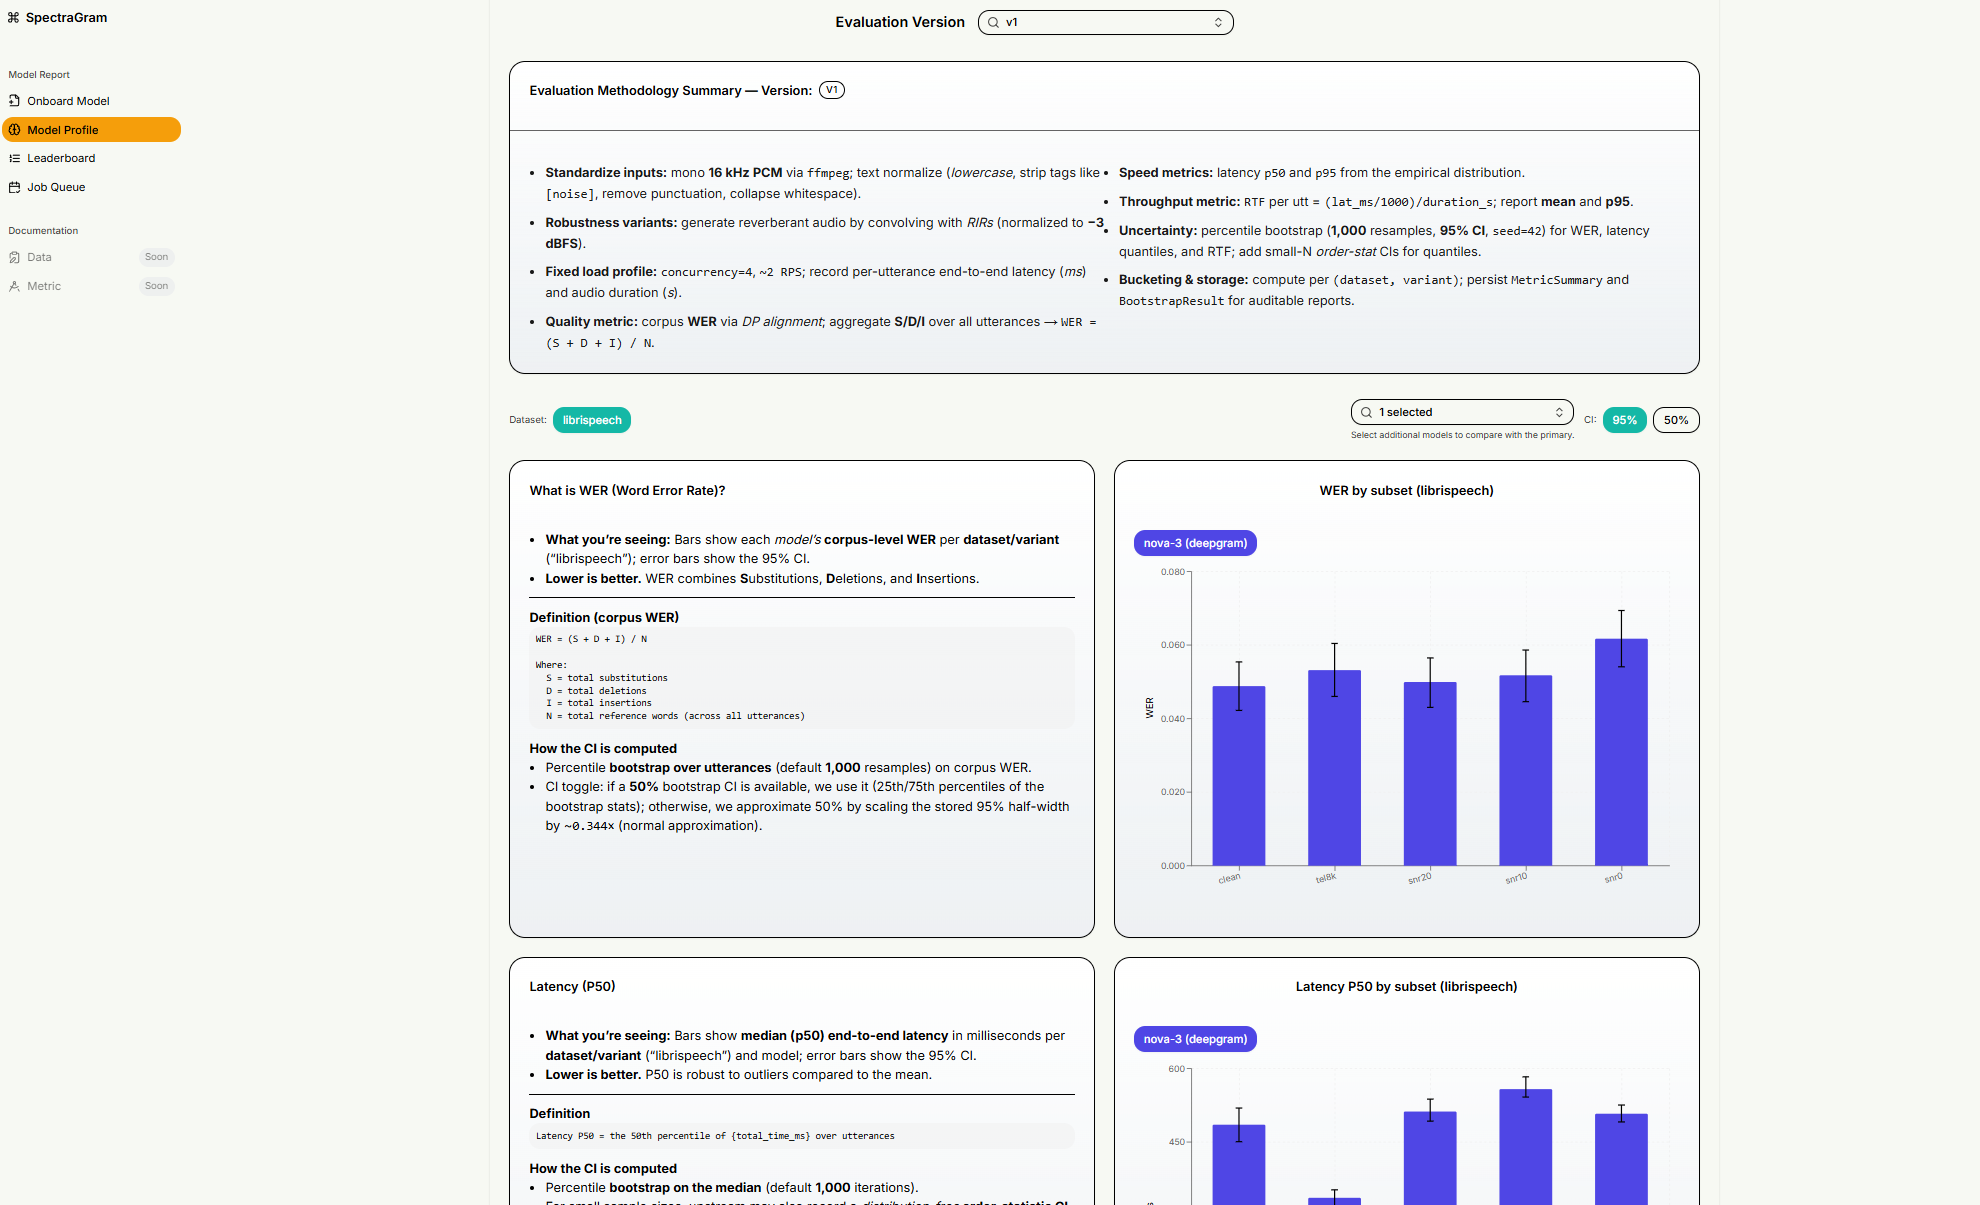 SpectraGram
Model Report
Onboard Model
Model Profile
Leaderboard
Job Queue
Documentation
Data
Soon
Metric
Soon
Evaluation Version
v1
Evaluation Methodology Summary — Version: V1
• Standardize inputs: mono 16 kHz PCM via ffmpeg; text normalize (lowercase, strip tags like
[noise], remove punctuation, collapse whitespace).
• Robustness variants: generate reverberant audio by convolving with RIRs (normalized to −3
dBFS).
• Fixed load profile: concurrency=4, ~2 RPS; record per-utterance end-to-end latency (ms)
and audio duration (s).
• Quality metric: corpus WER via DP alignment; aggregate S/D/I over all utterances → WER =
(S + D + I) / N.
• Speed metrics: latency p50 and p95 from the empirical distribution.
• Throughput metric: RTF per utt = (lat_ms/1000)/duration_s; report mean and p95.
• Uncertainty: percentile bootstrap (1,000 resamples, 95% CI, seed=42) for WER, latency
quantiles, and RTF; add small-N order-stat CIs for quantiles.
• Bucketing & storage: compute per (dataset, variant); persist MetricSummary and
BootstrapResult for auditable reports.
Dataset: librispeech
1 selected
Select additional models to compare with the primary.
CI: 95% 50%
What is WER (Word Error Rate)?
• What you’re seeing: Bars show each model’s corpus-level WER per dataset/variant
(“librispeech”); error bars show the 95% CI.
• Lower is better. WER combines Substitutions, Deletions, and Insertions.
Definition (corpus WER)
WER = (S + D + I) / N
Where:
S = total substitutions
D = total deletions
I = total insertions
N = total reference words (across all utterances)
How the CI is computed
• Percentile bootstrap over utterances (default 1,000 resamples) on corpus WER.
• CI toggle: if a 50% bootstrap CI is available, we use it (25th/75th percentiles of the
bootstrap stats); otherwise, we approximate 50% by scaling the stored 95% half-width
by ~0.344× (normal approximation).
WER by subset (librispeech)
nova-3 (deepgram)
0.080
0.060
0.040
0.020
0.000
WER
clean
tel8k
snr20
snr10
snr0
Latency (P50)
• What you’re seeing: Bars show median (p50) end-to-end latency in milliseconds per
dataset/variant (“librispeech”) and model; error bars show the 95% CI.
• Lower is better. P50 is robust to outliers compared to the mean.
Definition
Latency P50 = the 50th percentile of {total_time_ms} over utterances
How the CI is computed
• Percentile bootstrap on the median (default 1,000 iterations).
Latency P50 by subset (librispeech)
nova-3 (deepgram)
600
450